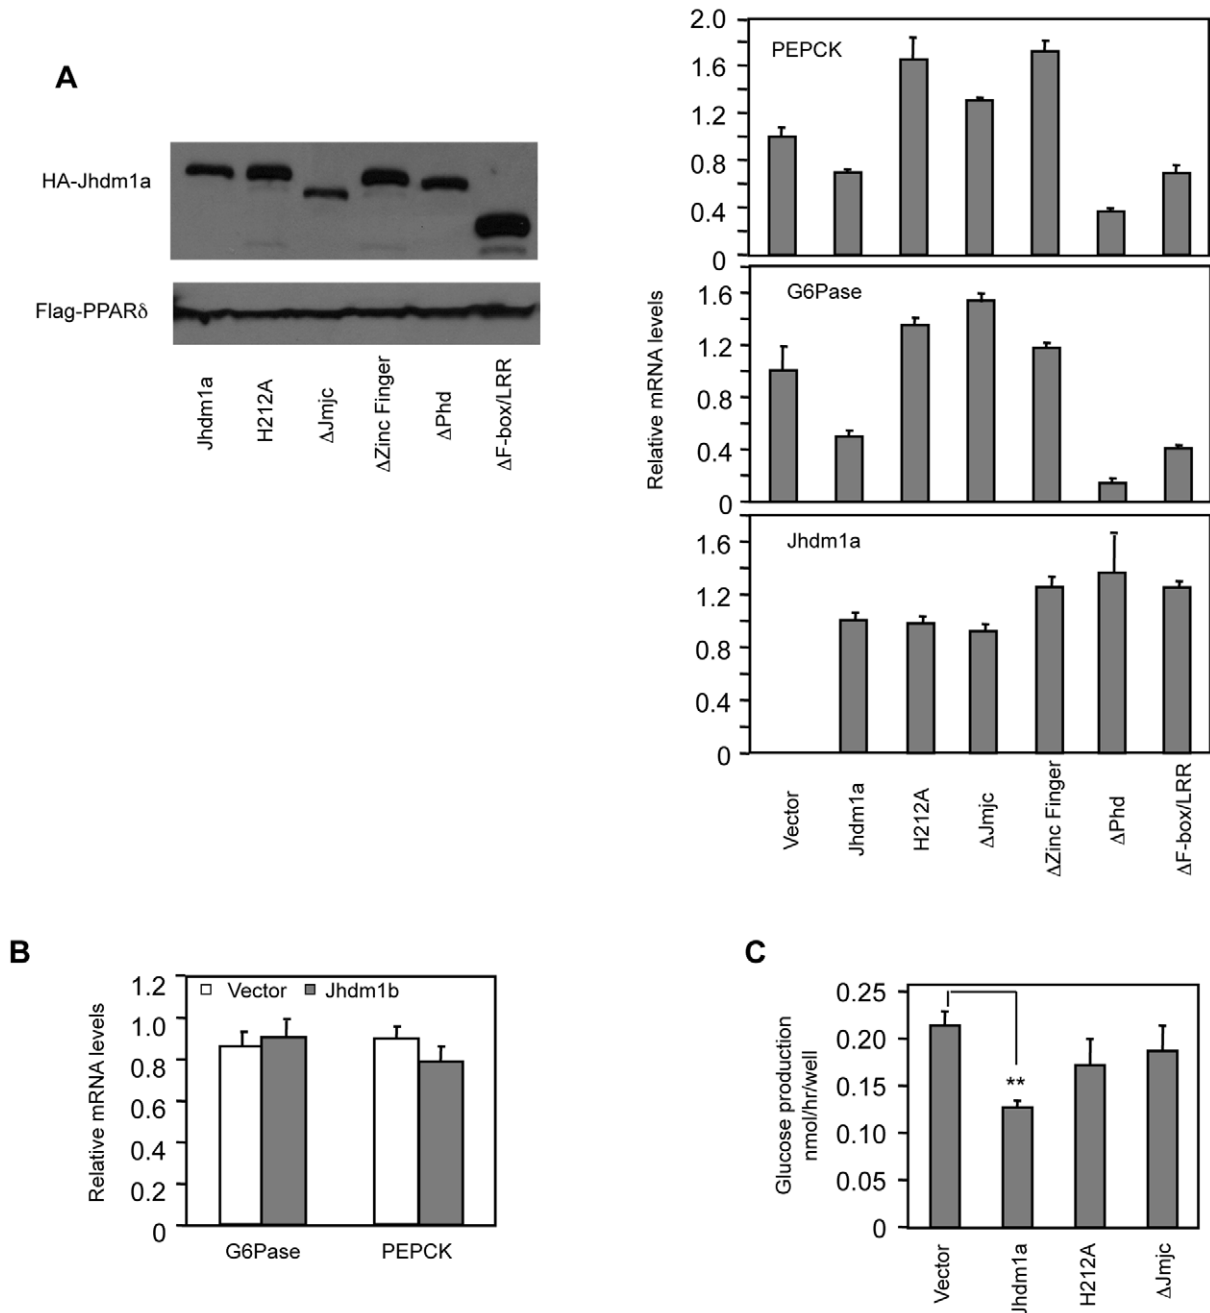 A
HA-Jhdm1a
Flag-PPARδ
Jhdm1a
H212A
ΔJmjc
ΔZinc Finger
ΔPhd
ΔF-box/LRR
Relative mRNA levels
2.0
1.6
1.2
0.8
0.4
0
PEPCK
1.6
1.2
0.8
0.4
0
G6Pase
1.6
1.2
0.8
0.4
0
Jhdm1a
Vector
Jhdm1a
H212A
ΔJmjc
ΔZinc Finger
ΔPhd
ΔF-box/LRR
B
Relative mRNA levels
1.2
1.0
0.8
0.6
0.4
0.2
0
Vector Jhdm1b
G6Pase PEPCK
C
Glucose production
nmol/hr/well
0.25
0.20
0.15
0.10
0.05
0
**
Vector
Jhdm1a
H212A
ΔJmjc